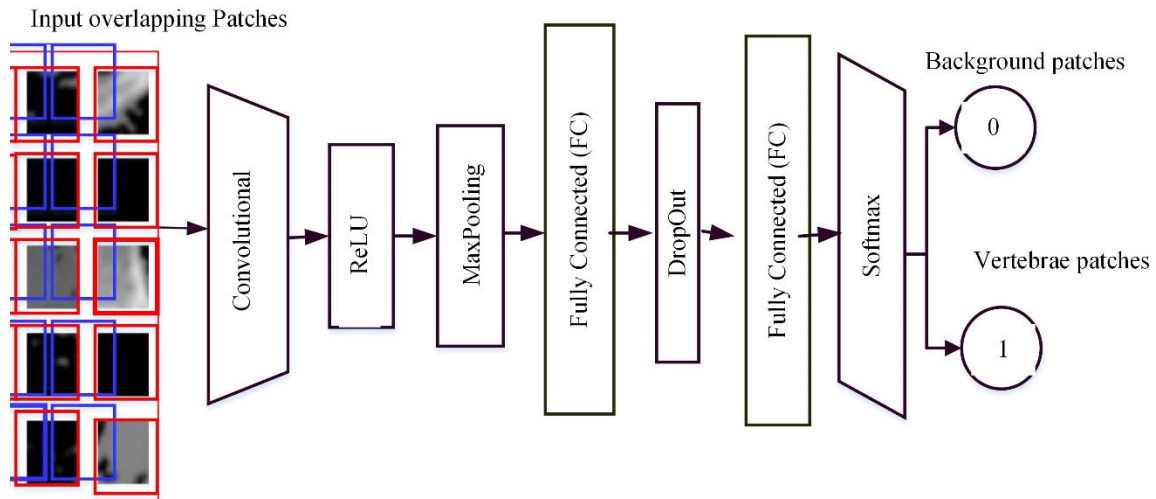 Input overlapping Patches
Convolutional
ReLU
MaxPooling
Fully Connected (FC)
DropOut
Fully Connected (FC)
Softmax
Background patches
0
Vertebrae patches
1